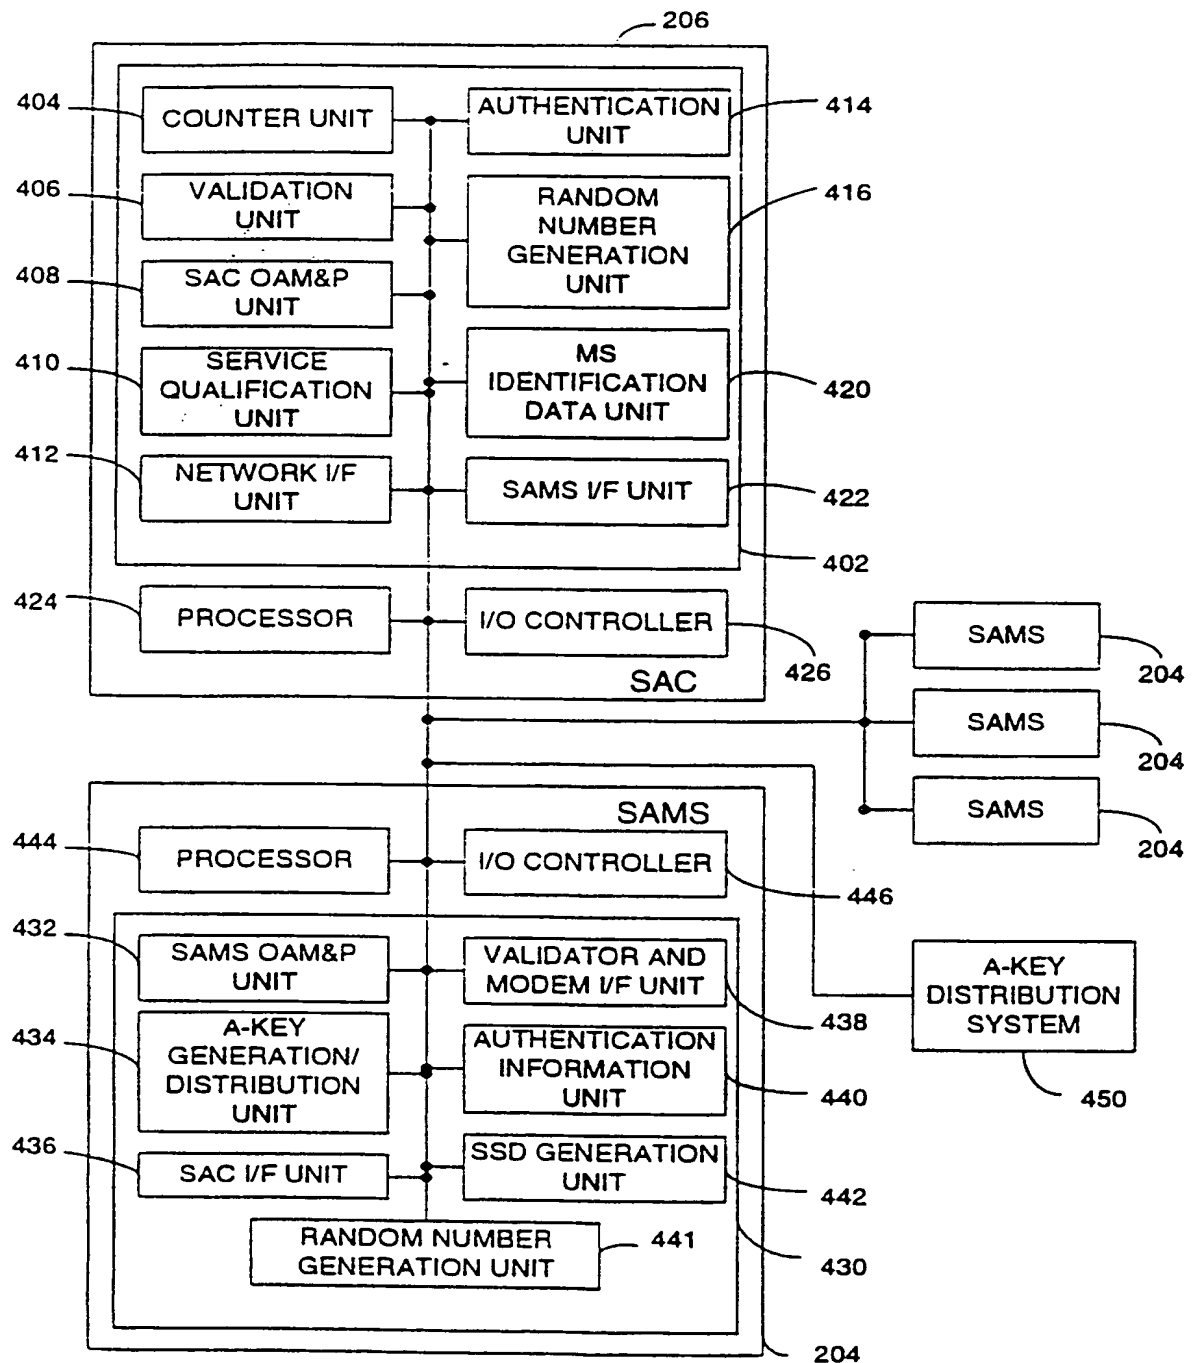 206
404
COUNTER UNIT
AUTHENTICATION
UNIT
414
406
VALIDATION
UNIT
RANDOM
NUMBER
GENERATION
UNIT
416
408
SAC OAM&P
UNIT
410
SERVICE
QUALIFICATION
UNIT
MS
IDENTIFICATION
DATA UNIT
420
412
NETWORK I/F
UNIT
SAMS I/F UNIT
422
402
424
PROCESSOR
I/O CONTROLLER
426
SAC
SAMS
204
SAMS
204
SAMS
204
SAMS
444
PROCESSOR
I/O CONTROLLER
446
432
SAMS OAM&P
UNIT
VALIDATOR AND
MODEM I/F UNIT
438
A-KEY
DISTRIBUTION
SYSTEM
450
434
A-KEY
GENERATION/
DISTRIBUTION
UNIT
AUTHENTICATION
INFORMATION
UNIT
440
436
SAC I/F UNIT
SSD GENERATION
UNIT
442
RANDOM NUMBER
GENERATION UNIT
441
430
204